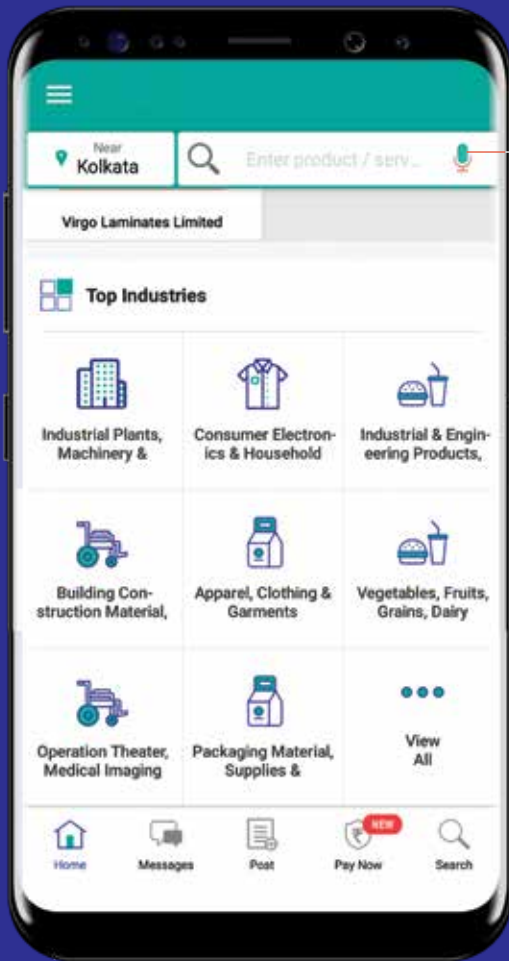 Near
Kolkata
Enter product / serv...
Virgo Laminates Limited
Top Industries
Industrial Plants,
Machinery &
Consumer Electron-
ics & Household
Industrial & Engin-
eering Products,
Building Con-
struction Material,
Apparel, Clothing &
Garments
Vegetables, Fruits,
Grains, Dairy
Operation Theater,
Medical Imaging
Packaging Material,
Supplies &
View
All
NEW
Home
Messages
Post
Pay Now
Search